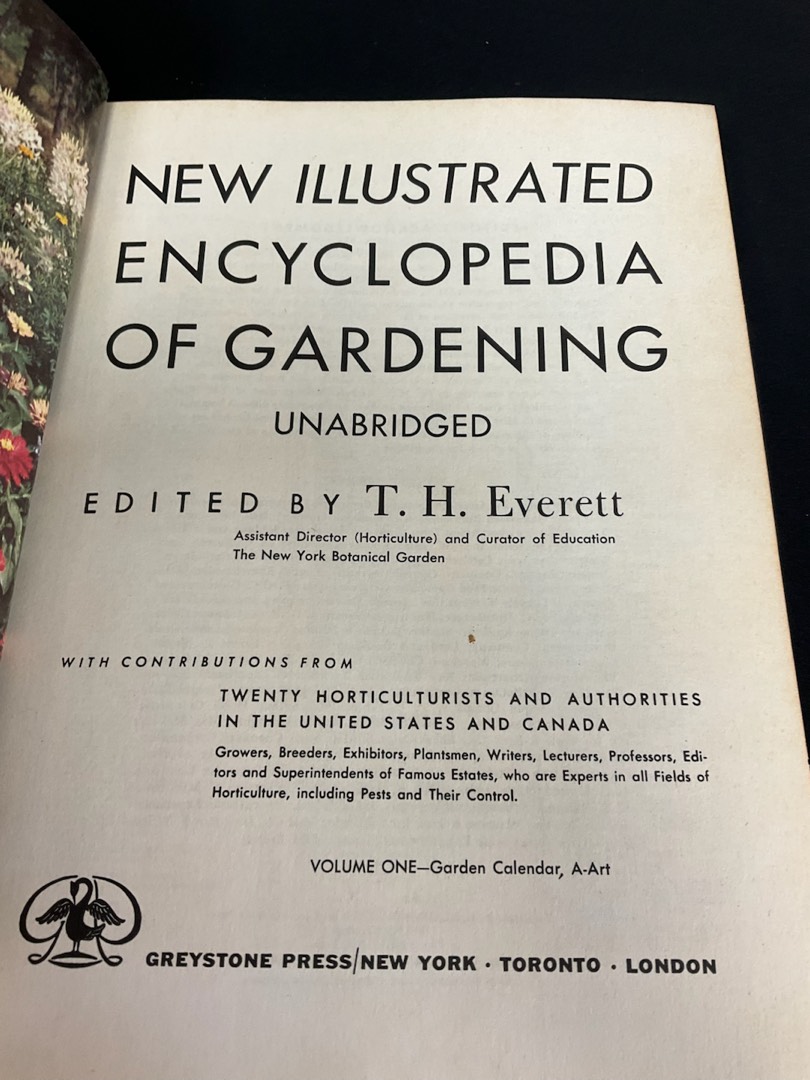 NEW ILLUSTRATED
ENCYCLOPEDIA
OF GARDENING
UNABRIDGED
EDITED BY T. H. Everett
Assistant Director (Horticulture) and Curator of Education
The New York Botanical Garden
WITH CONTRIBUTIONS FROM
TWENTY HORTICULTURISTS AND AUTHORITIES
IN THE UNITED STATES AND CANADA
Growers, Breeders, Exhibitors, Plantsmen, Writers, Lecturers, Professors, Edi-
tors and Superintendents of Famous Estates, who are Experts in all Fields of
Horticulture, including Pests and Their Control.
VOLUME ONE—Garden Calendar, A-Art
GREYSTONE PRESS/NEW YORK · TORONTO · LONDON